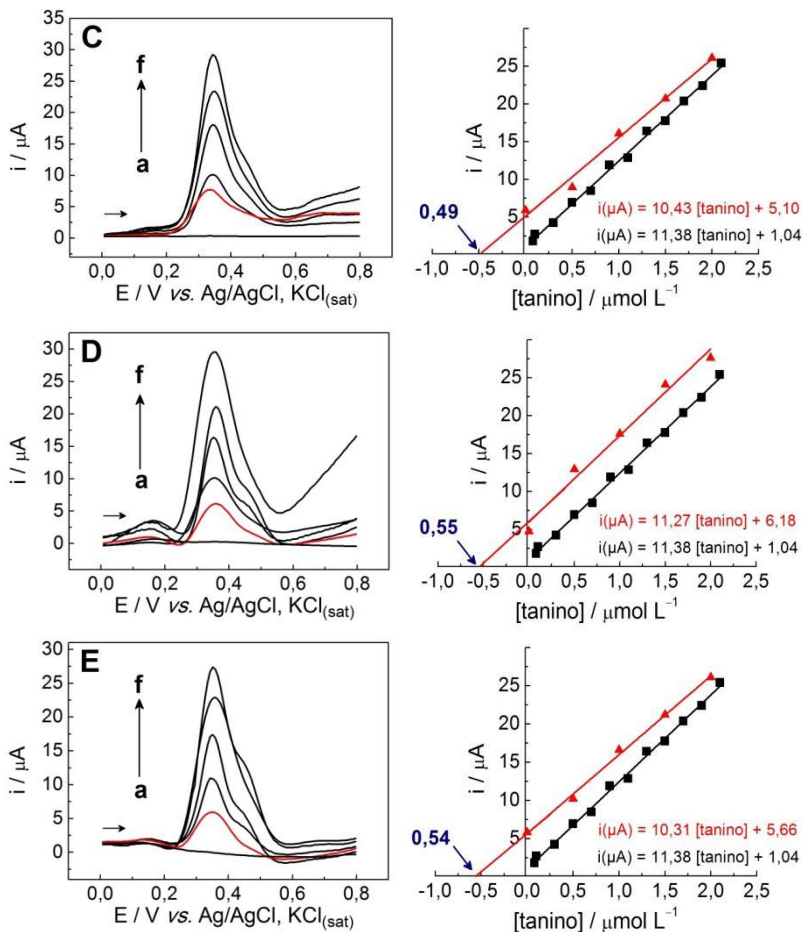 C
f
a
35
30
25
20
15
10
5
0
i / μA
0,0 0,2 0,4 0,6 0,8
E / V vs. Ag/AgCl, KCl(sat)
25
20
15
10
5
i / μA
0,49
i(μA) = 10,43 [tanino] + 5,10
i(μA) = 11,38 [tanino] + 1,04
-1,0 -0,5 0,0 0,5 1,0 1,5 2,0 2,5
[tanino] / μmol L⁻¹
D
f
a
35
30
25
20
15
10
5
0
i / μA
0,0 0,2 0,4 0,6 0,8
E / V vs. Ag/AgCl, KCl(sat)
25
20
15
10
5
i / μA
0,55
i(μA) = 11,27 [tanino] + 6,18
i(μA) = 11,38 [tanino] + 1,04
-1,0 -0,5 0,0 0,5 1,0 1,5 2,0 2,5
[tanino] / μmol L⁻¹
E
f
a
30
25
20
15
10
5
0
i / μA
0,0 0,2 0,4 0,6 0,8
E / V vs. Ag/AgCl, KCl(sat)
25
20
15
10
5
i / μA
0,54
i(μA) = 10,31 [tanino] + 5,66
i(μA) = 11,38 [tanino] + 1,04
-1,0 -0,5 0,0 0,5 1,0 1,5 2,0 2,5
[tanino] / μmol L⁻¹